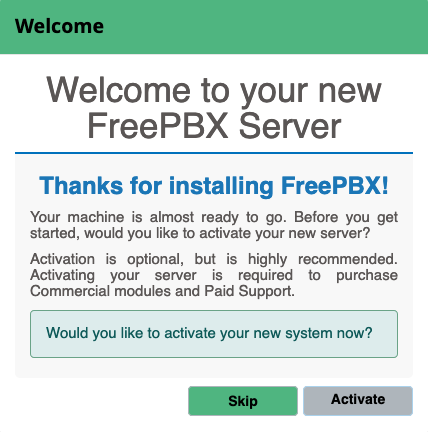 Welcome
Welcome to your new
FreePBX Server
Thanks for installing FreePBX!
Your machine is almost ready to go. Before you get
started, would you like to activate your new server?
Activation is optional, but is highly recommended.
Activating your server is required to purchase
Commercial modules and Paid Support.
Would you like to activate your new system now?
Skip
Activate